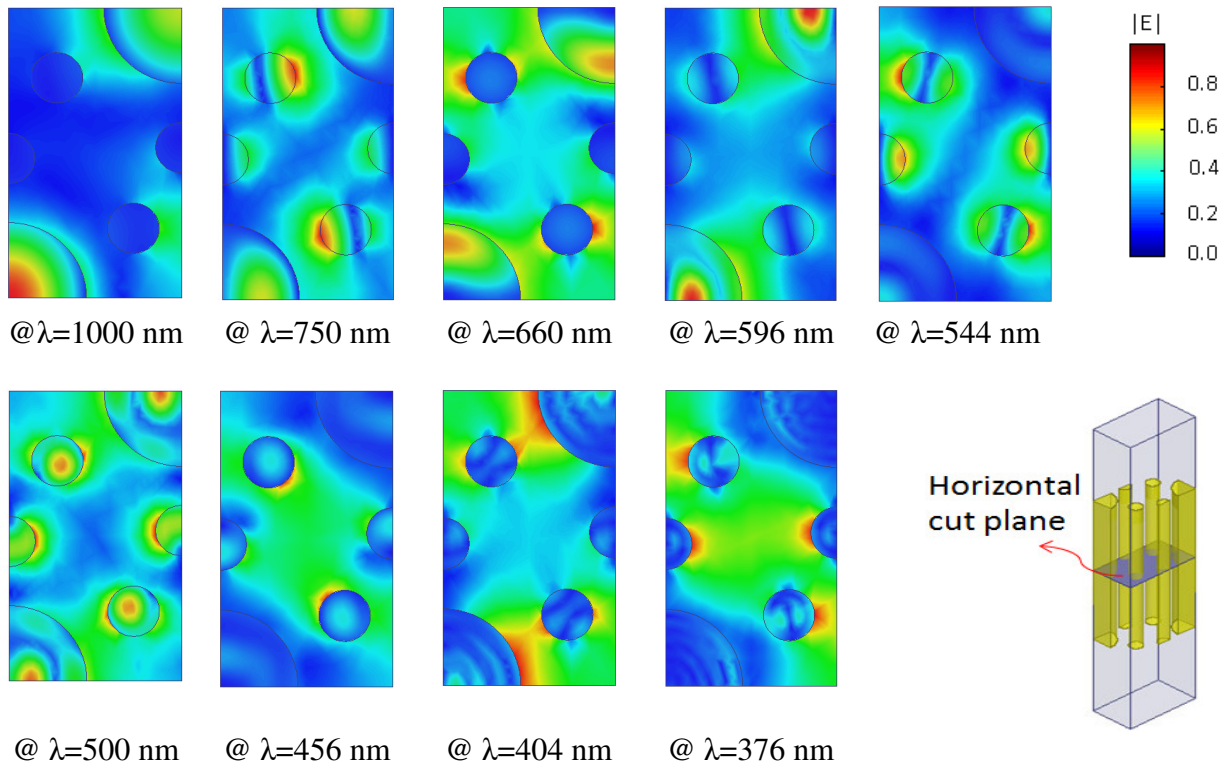 |E|
0.8
0.6
0.4
0.2
0.0
@λ=1000 nm
@ λ=750 nm
@ λ=660 nm
@ λ=596 nm
@ λ=544 nm
Horizontal
cut plane
@ λ=500 nm
@ λ=456 nm
@ λ=404 nm
@ λ=376 nm